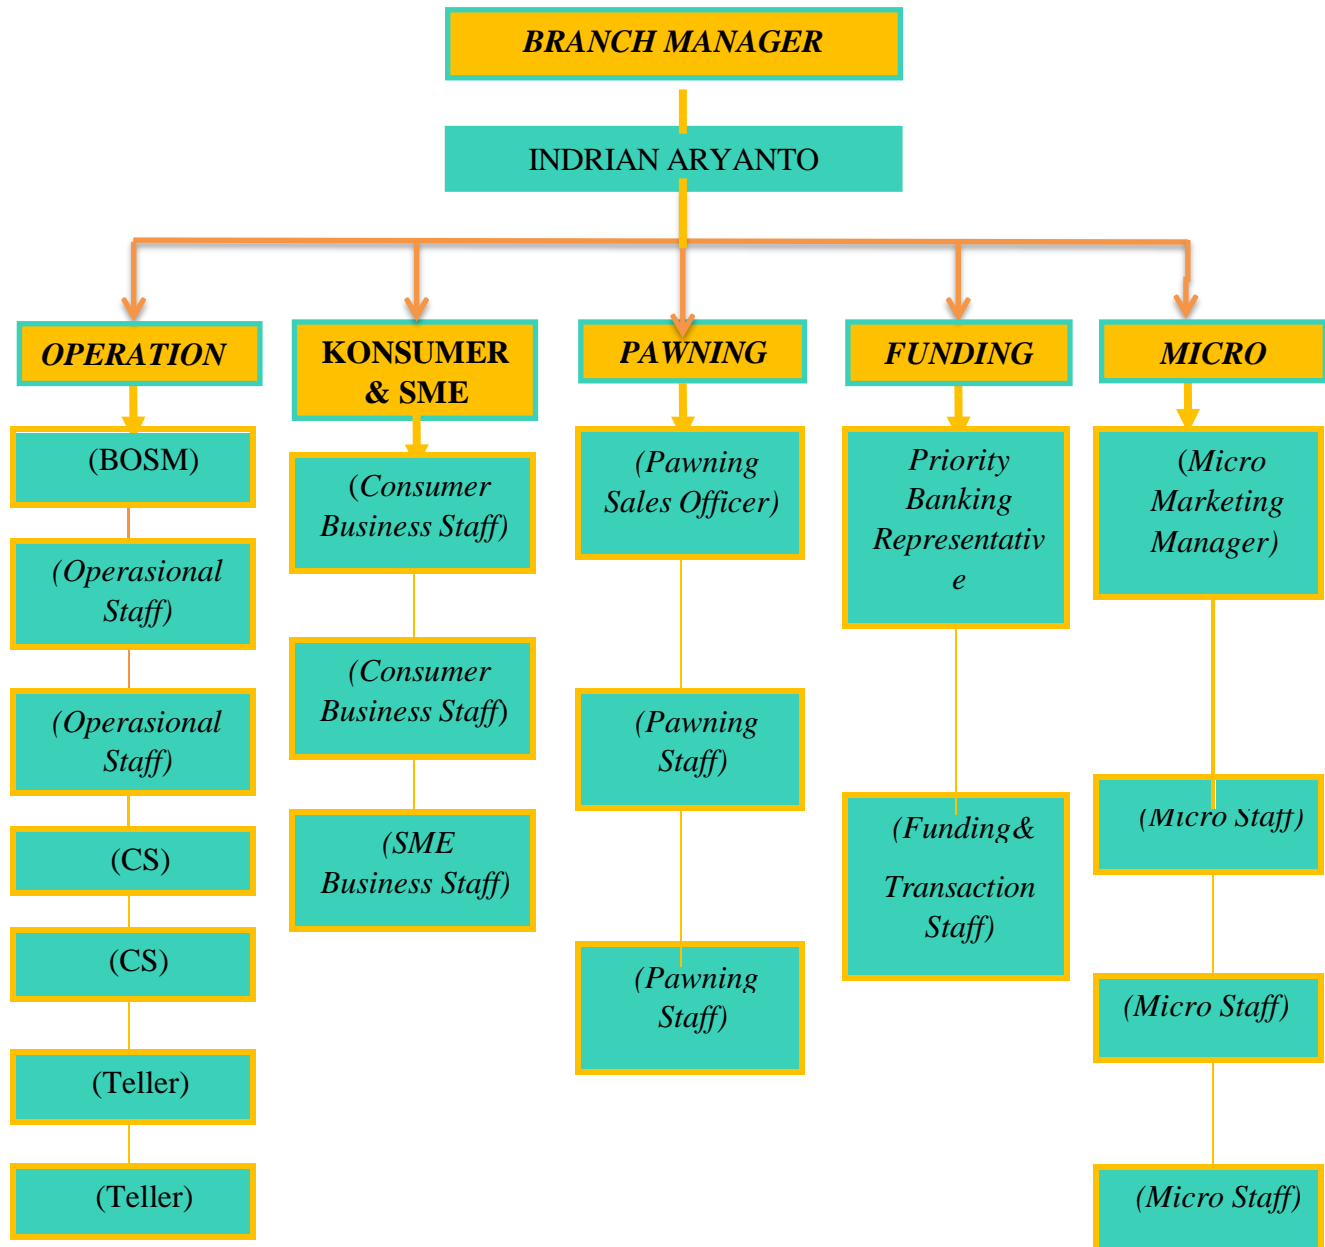 BRANCH MANAGER
INDRIAN ARYANTO
OPERATION
(BOSM)
(Operasional
Staff)
(Operasional
Staff)
(CS)
(CS)
(Teller)
(Teller)
KONSUMER
& SME
(Consumer
Business Staff)
(Consumer
Business Staff)
(SME
Business Staff)
PAWNING
(Pawning
Sales Officer)
(Pawning
Staff)
(Pawning
Staff)
FUNDING
Priority
Banking
Representativ
e
(Funding&
Transaction
Staff)
MICRO
(Micro
Marketing
Manager)
(Micro Staff)
(Micro Staff)
(Micro Staff)